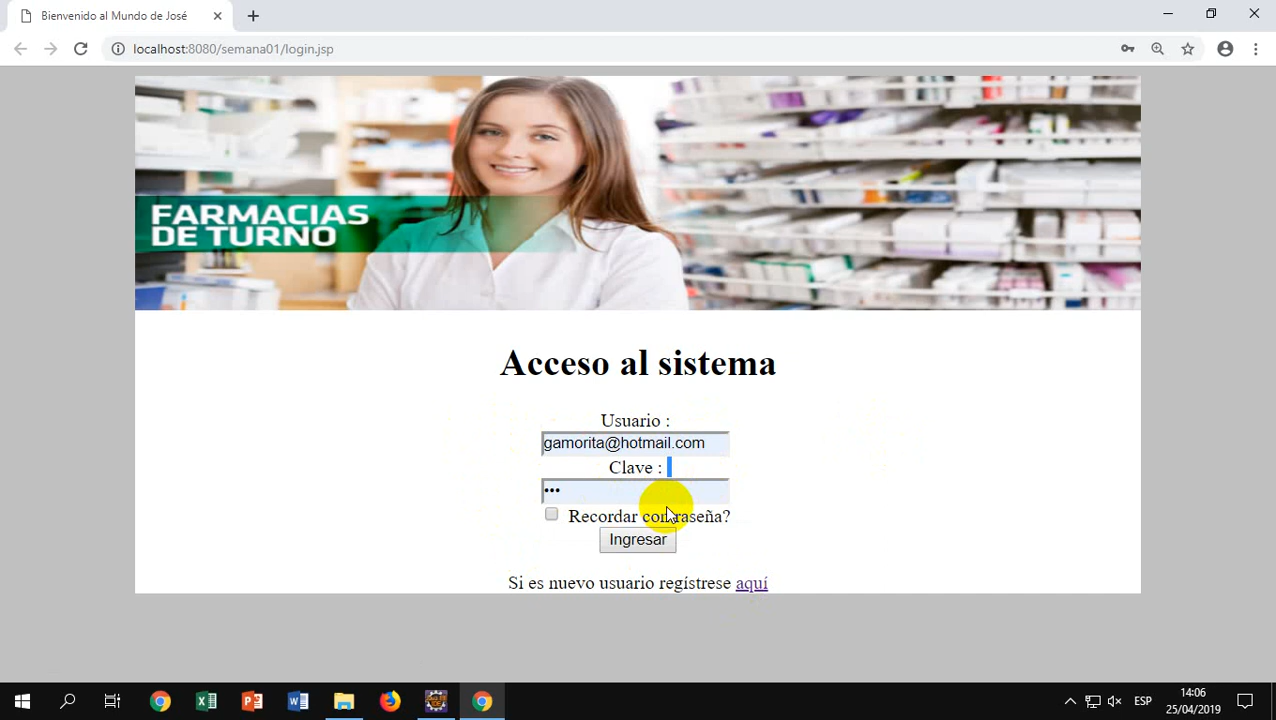 Bienvenido al Mundo de José
localhost:8080/semana01/login.jsp
FARMACIAS
DE TURNO
Acceso al sistema
Usuario :
gamorita@hotmail.com
Clave :
•••
Recordar contraseña?
Ingresar
Si es nuevo usuario regístrese aquí
ESP
14:06
25/04/2019